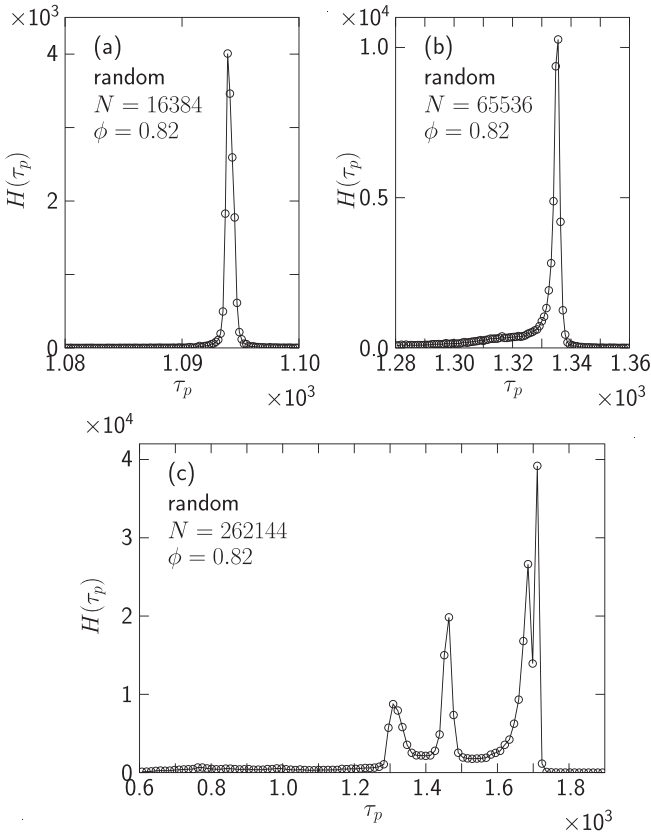 ×10³
(a)
random
N = 16384
ϕ = 0.82
H(τₚ)
4
2
0
1.08
1.09
1.10
τₚ
×10³
×10⁴
(b)
random
N = 65536
ϕ = 0.82
H(τₚ)
1.0
0.5
0.0
1.28
1.30
1.32
1.34
1.36
τₚ
×10³
×10⁴
(c)
random
N = 262144
ϕ = 0.82
H(τₚ)
4
3
2
1
0
0.6
0.8
1.0
1.2
1.4
1.6
1.8
τₚ
×10³